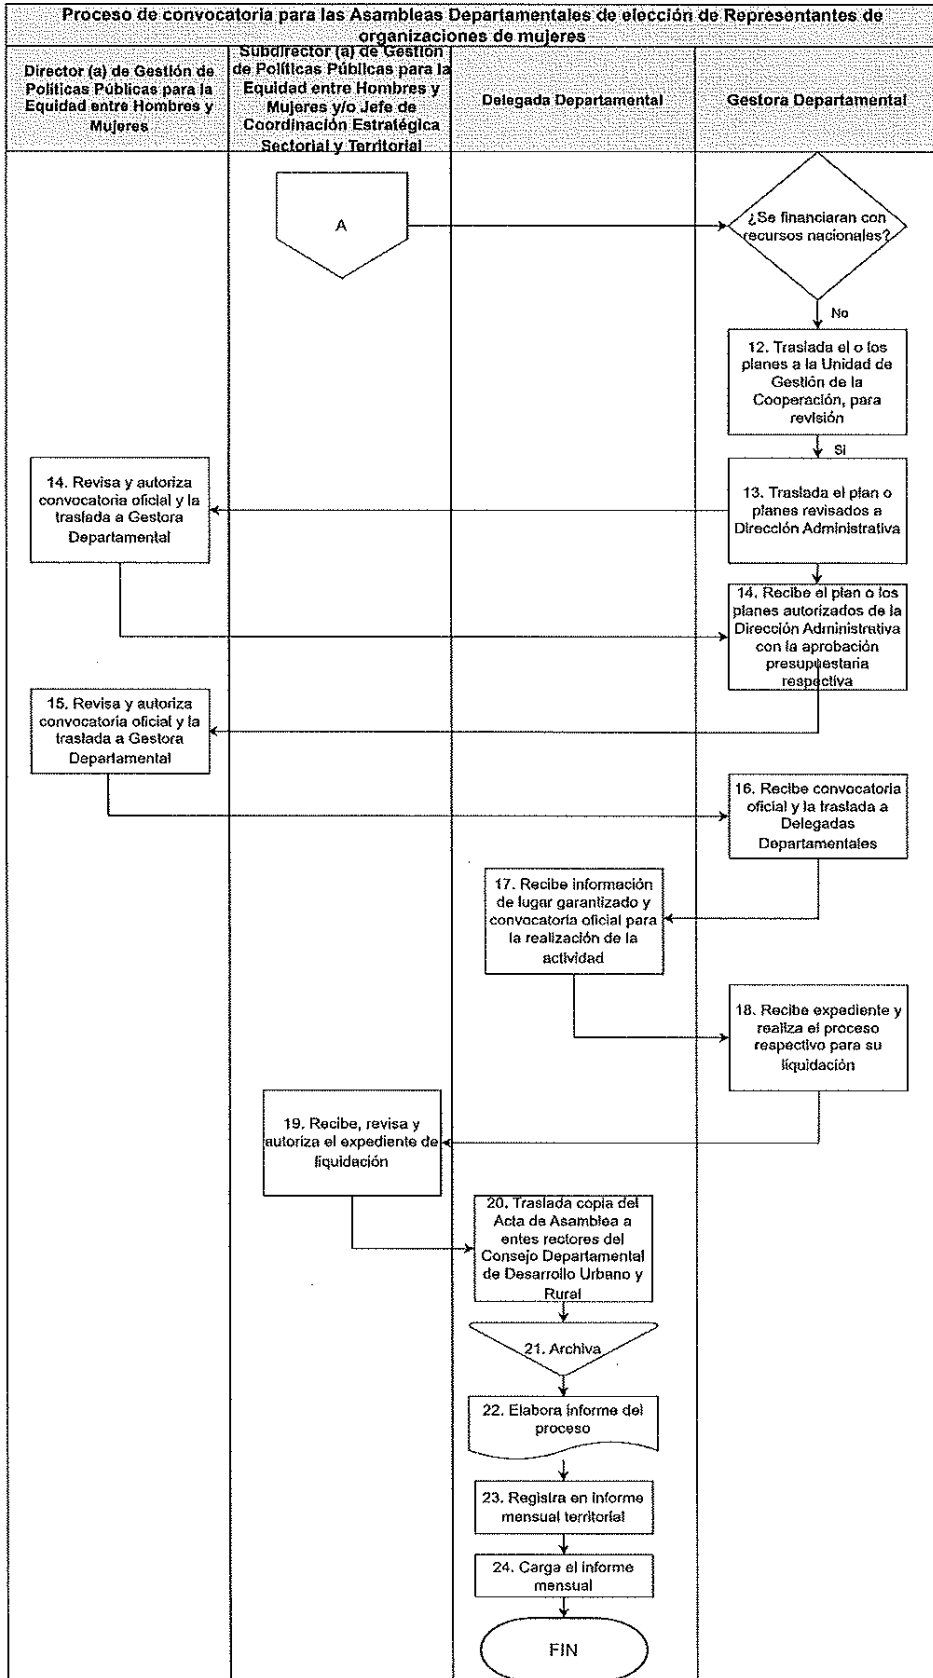 Proceso de convocatoria para las Asambleas Departamentales de elección de Representantes de
organizaciones de mujeres
Director (a) de Gestión de
Políticas Públicas para la
Equidad entre Hombres y
Mujeres
Subdirector (a) de Gestión
de Políticas Públicas para la
Equidad entre Hombres y
Mujeres y/o Jefe de
Coordinación Estratégica
Sectorial y Territorial
Delegada Departamental
Gestora Departamental
A
¿Se financiaran con
recursos nacionales?
No
12. Traslada el o los
planes a la Unidad de
Gestión de la
Cooperación, para
revisión
Si
14. Revisa y autoriza
convocatoria oficial y la
traslada a Gestora
Departamental
13. Traslada el plan o
planes revisados a
Dirección Administrativa
14. Recibe el plan o los
planes autorizados de la
Dirección Administrativa
con la aprobación
presupuestaria
respectiva
15. Revisa y autoriza
convocatoria oficial y la
traslada a Gestora
Departamental
16. Recibe convocatoria
oficial y la traslada a
Delegadas
Departamentales
17. Recibe información
de lugar garantizado y
convocatoria oficial para
la realización de la
actividad
18. Recibe expediente y
realiza el proceso
respectivo para su
liquidación
19. Recibe, revisa y
autoriza el expediente de
liquidación
20. Traslada copia del
Acta de Asamblea a
entes rectores del
Consejo Departamental
de Desarrollo Urbano y
Rural
21. Archiva
22. Elabora informe del
proceso
23. Registra en informe
mensual territorial
24. Carga el informe
mensual
FIN